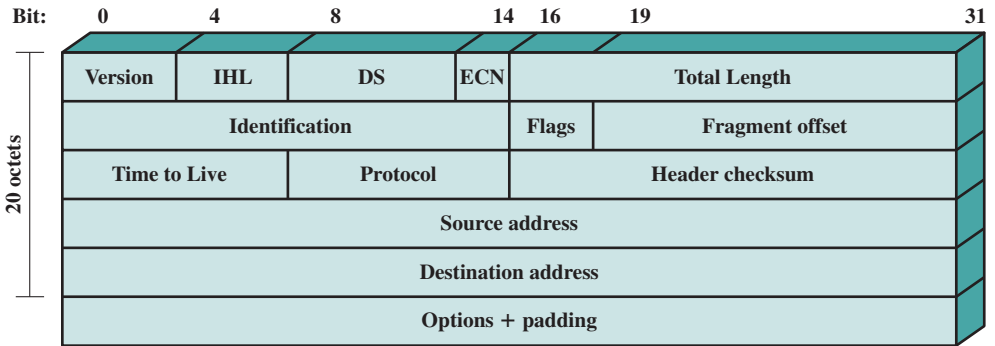 Bit: 0 4 8 14 16 19 31
Version IHL DS ECN Total Length
Identification Flags Fragment offset
Time to Live Protocol Header checksum
Source address
Destination address
Options + padding
20 octets